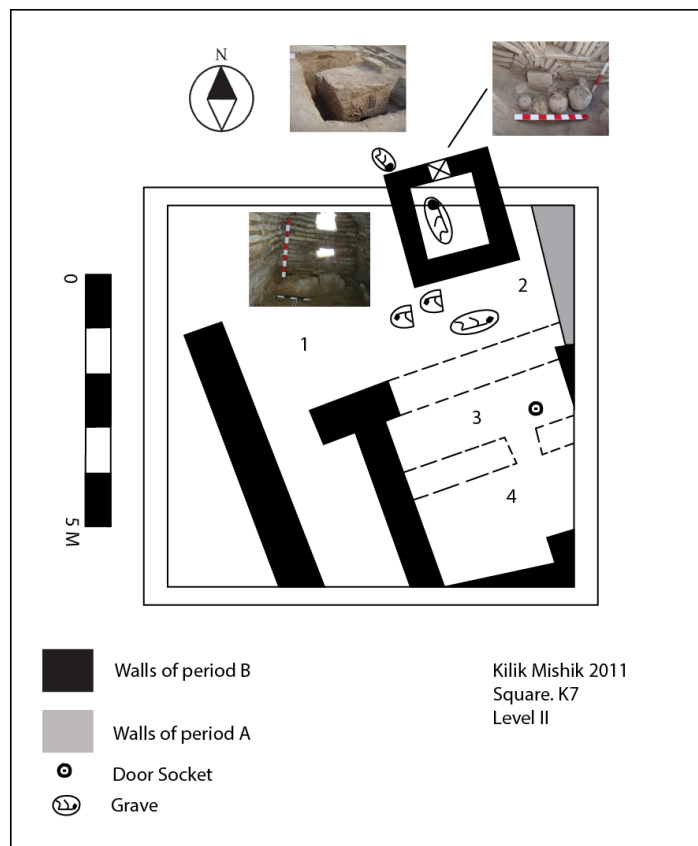 N
0
5 M
1
2
3
4
Walls of period B
Walls of period A
Door Socket
Grave
Kilik Mishik 2011
Square. K7
Level II